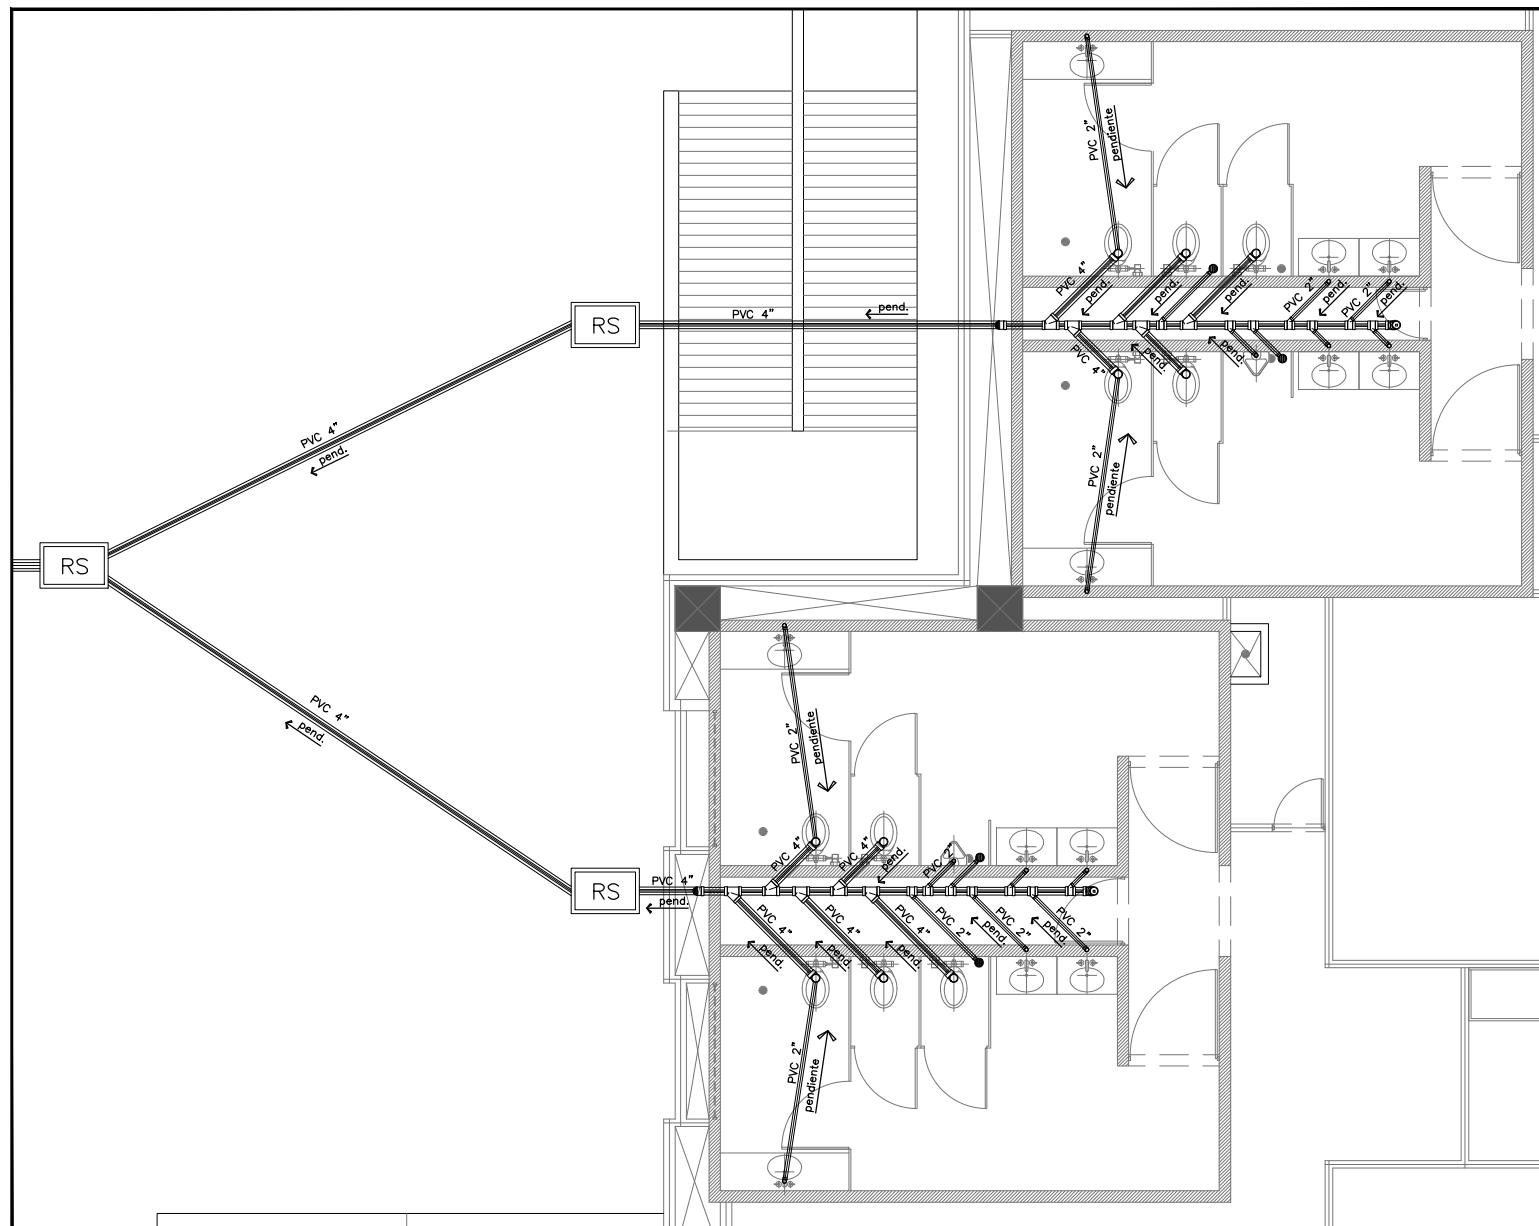 PVC 2”
pendiente
PVC 4”
pend.
pend.
pend.
PVC 2”
pend.
PVC 2”
pend.
RS
PVC 4”
pend.
PVC 4”
pend.
pend.
PVC 4”
pend.
PVC 2”
pendiente
RS
PVC 4”
pend.
PVC 2”
pendiente
PVC 4”
PVC 4”
pend.
PVC 2”
RS
PVC 4”
pend.
PVC 4”
pend.
PVC 4”
pend.
PVC 4”
pend.
PVC 2”
PVC 2”
pend.
PVC 2”
pend.
PVC 2”
pendiente